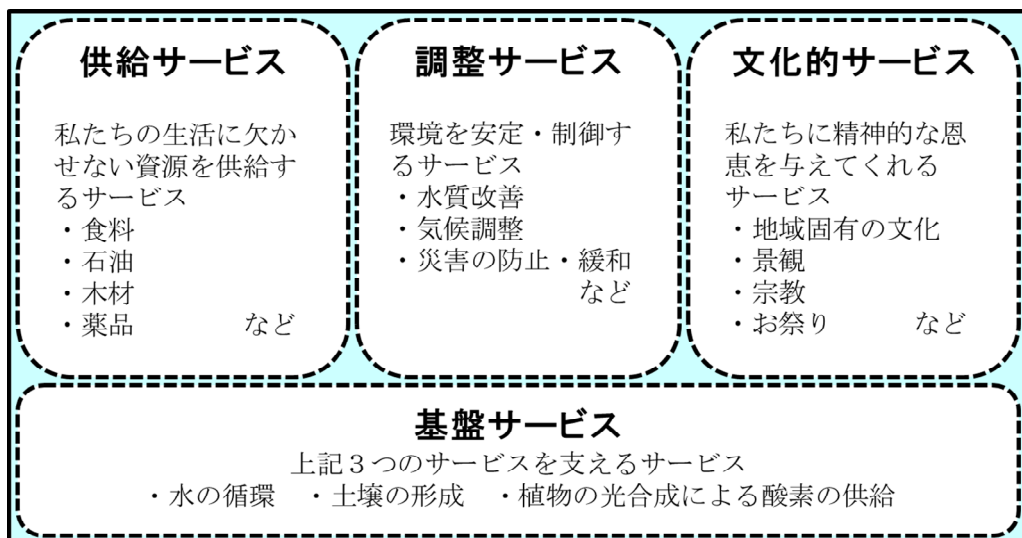 供給サービス
私たちの生活に欠か
せない資源を供給す
るサービス
・食料
・石油
・木材
・薬品　　　　など
調整サービス
環境を安定・制御す
るサービス
・水質改善
・気候調整
・災害の防止・緩和
など
文化的サービス
私たちに精神的な恩
恵を与えてくれる
サービス
・地域固有の文化
・景観
・宗教
・お祭り　　　など
基盤サービス
上記３つのサービスを支えるサービス
・水の循環　・土壌の形成　・植物の光合成による酸素の供給